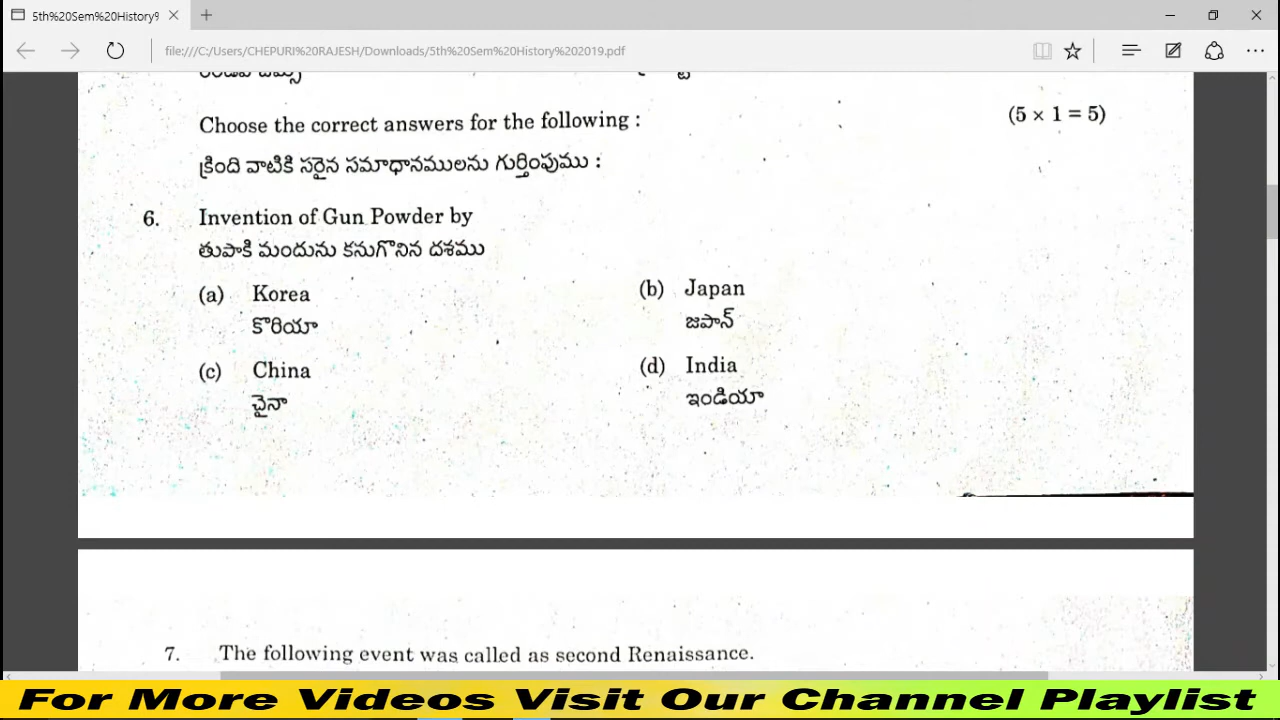 5th%20Sem%20History%
file:///C:/Users/CHEPURI%20RAJESH/Downloads/5th%20Sem%20History%202019.pdf
Choose the correct answers for the following :
(5 × 1 = 5)
క్రింది వాటికి సరైన సమాధానములను గుర్తింపుము :
6. Invention of Gun Powder by
తుపాకి మందును కనుగొనిన దశము
(a) Korea
(b) Japan
కొరియా
జపాన్
(c) China
(d) India
చైనా
ఇండియా
7. The following event was called as second Renaissance.
For More Videos Visit Our Channel Playlist